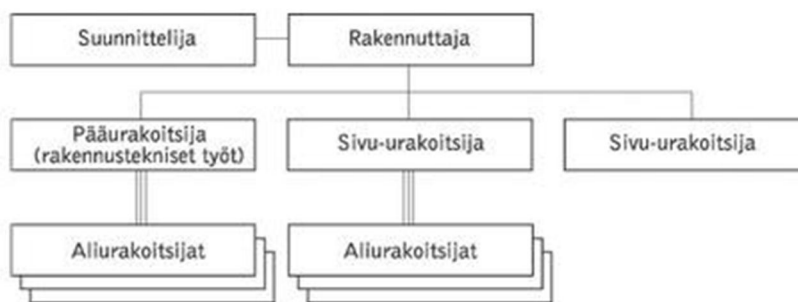 Suunnittelija
Rakennuttaja
Pääurakoitsija
(rakennustekniset työt)
Sivu-urakoitsija
Sivu-urakoitsija
Aliurakoitsijat
Aliurakoitsijat